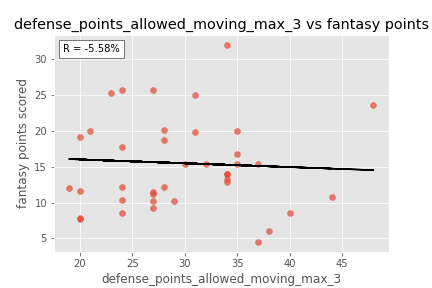 defense_points_allowed_moving_max_3 vs fantasy points
R = -5.58%
fantasy points scored
30
25
20
15
10
5
20 25 30 35 40 45
defense_points_allowed_moving_max_3